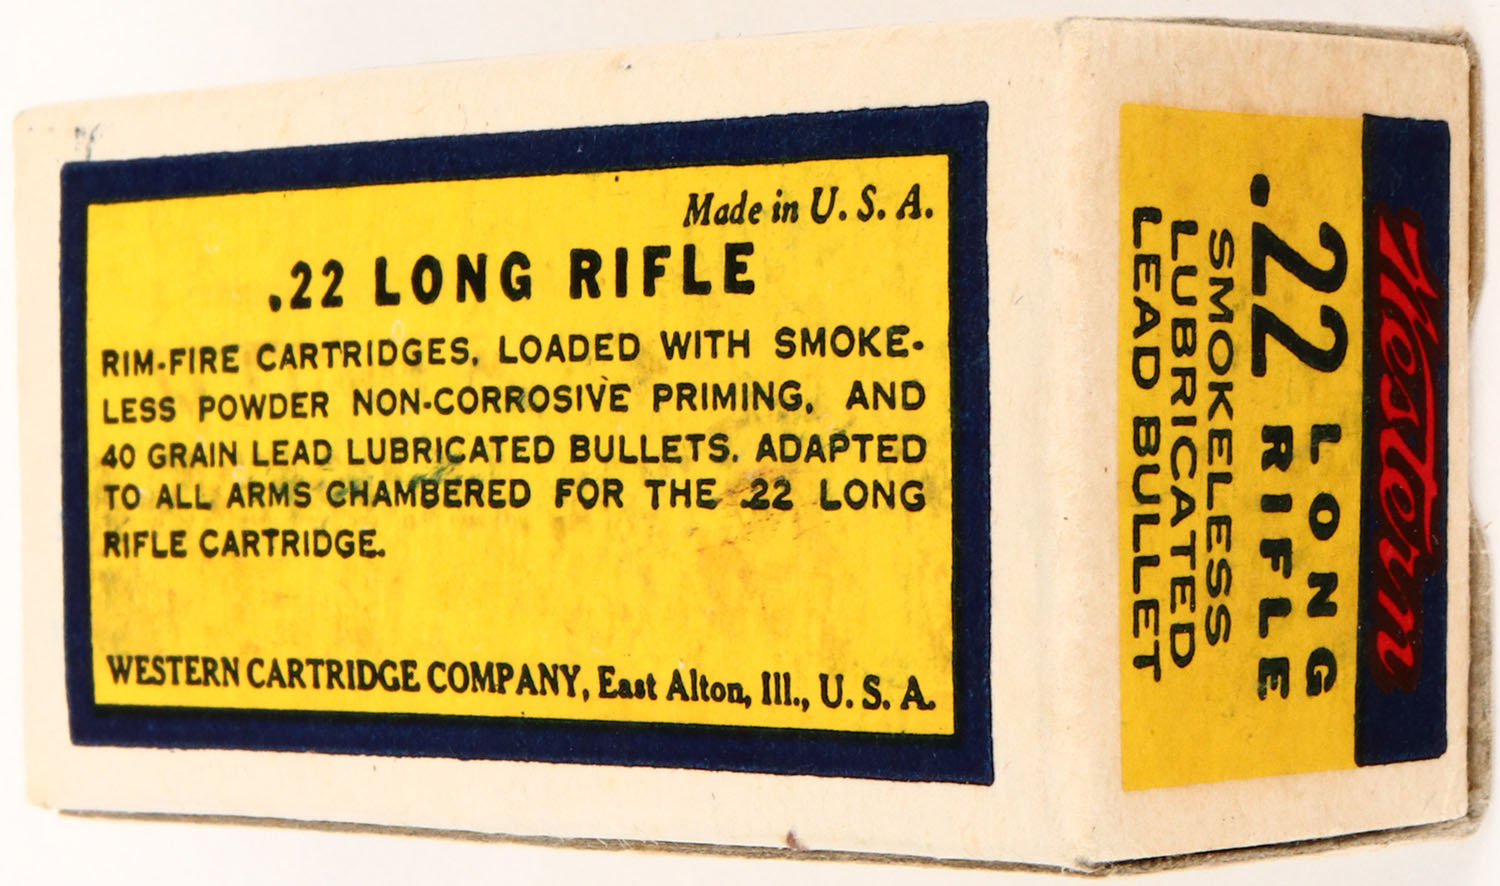 Made in U. S. A.
.22 LONG RIFLE
RIM-FIRE CARTRIDGES, LOADED WITH SMOKE-
LESS POWDER NON-CORROSIVE PRIMING, AND
40 GRAIN LEAD LUBRICATED BULLETS. ADAPTED
TO ALL ARMS CHAMBERED FOR THE .22 LONG
RIFLE CARTRIDGE.
WESTERN CARTRIDGE COMPANY, East Alton, Ill., U. S. A.
Western
.22 LONG
RIFLE
SMOKELESS
LUBRICATED
LEAD BULLET